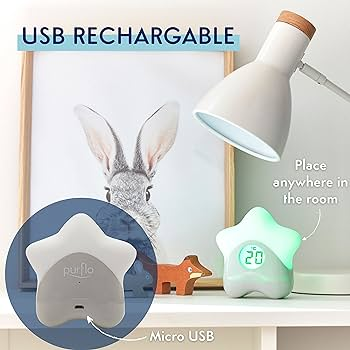 USB RECHARGABLE
Place
anywhere in
the room
20
°C
purflo
Micro USB